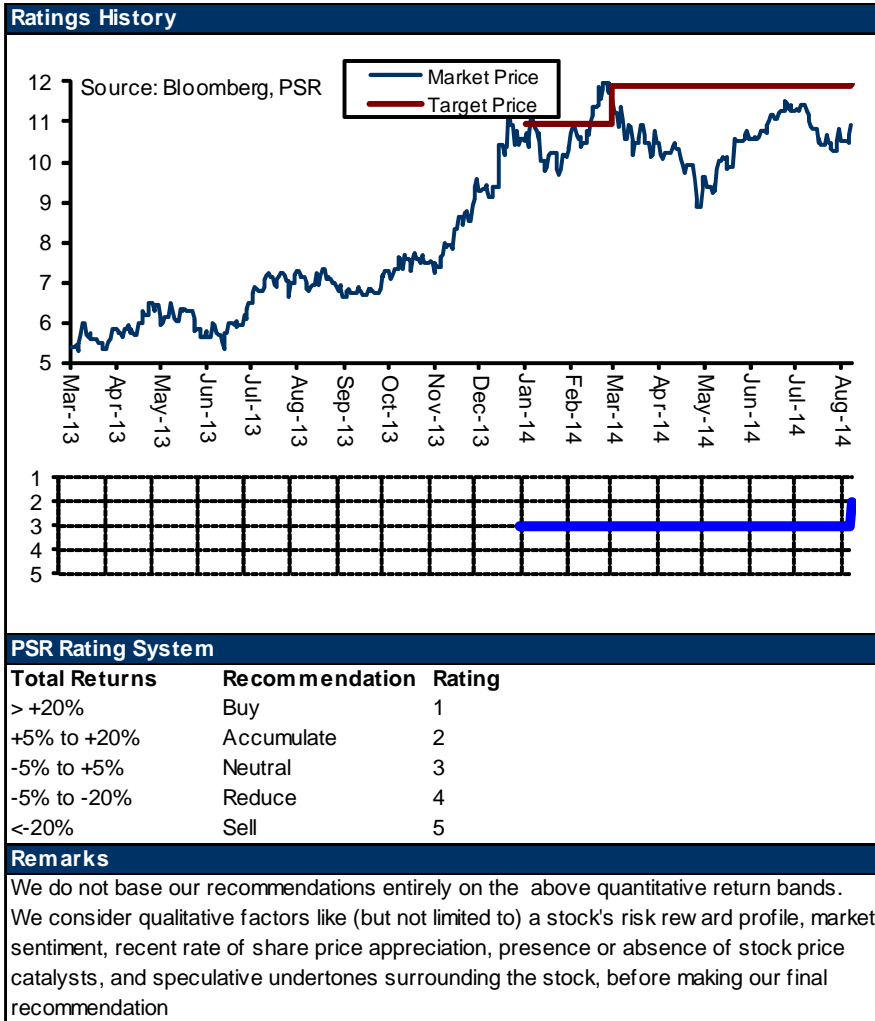 Ratings History
Source: Bloomberg, PSR
Market Price
Target Price
12
11
10
9
8
7
6
5
Mar-13 Apr-13 May-13 Jun-13 Jul-13 Aug-13 Sep-13 Oct-13 Nov-13 Dec-13 Jan-14 Feb-14 Mar-14 Apr-14 May-14 Jun-14 Jul-14 Aug-14
1
2
3
4
5
PSR Rating System
Total Returns Recommendation Rating
> +20% Buy 1
+5% to +20% Accumulate 2
-5% to +5% Neutral 3
-5% to -20% Reduce 4
<-20% Sell 5
Remarks
We do not base our recommendations entirely on the above quantitative return bands.
We consider qualitative factors like (but not limited to) a stock's risk reward profile, market
sentiment, recent rate of share price appreciation, presence or absence of stock price
catalysts, and speculative undertones surrounding the stock, before making our final
recommendation